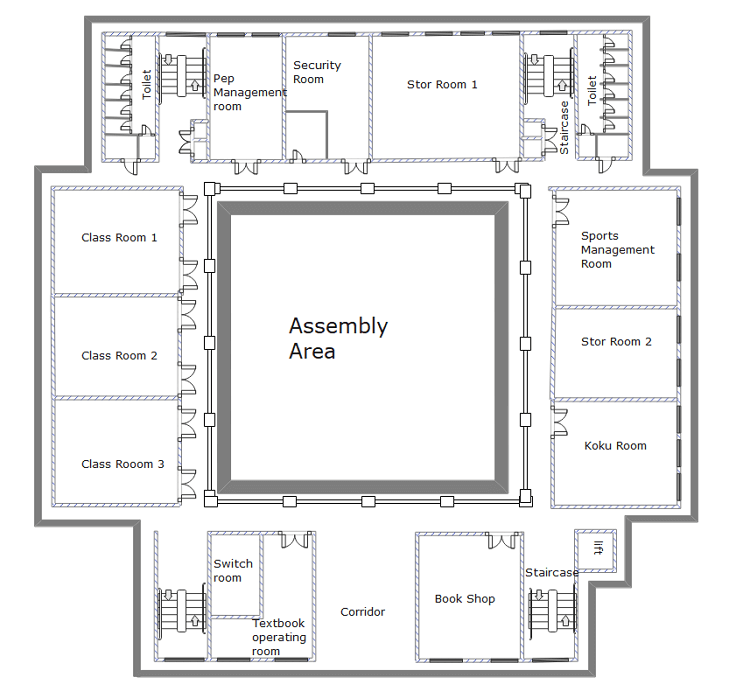 Toilet
Pep
Management
room
Security
Room
Stor Room 1
Staircase
Toilet
Class Room 1
Sports
Management
Room
Assembly
Area
Class Room 2
Stor Room 2
Class Rooom 3
Koku Room
Switch
room
Textbook
operating
room
Corridor
Book Shop
Staircase
lift